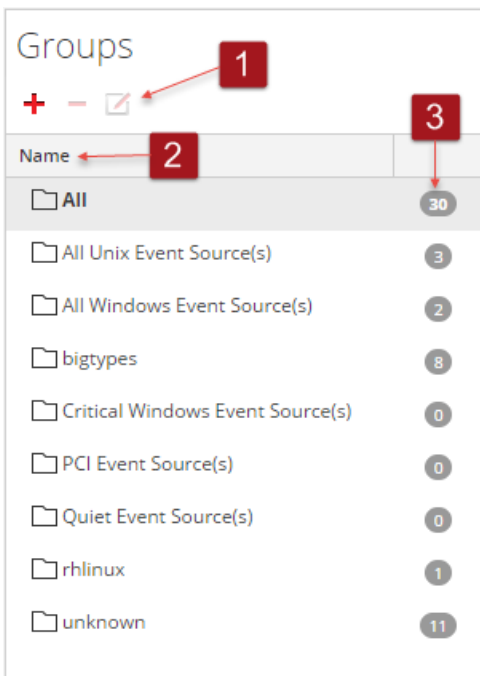 Groups
1
3
Name 2
All 30
All Unix Event Source(s) 3
All Windows Event Source(s) 2
bigtypes 8
Critical Windows Event Source(s) 0
PCI Event Source(s) 0
Quiet Event Source(s) 0
rhlinux 1
unknown 11